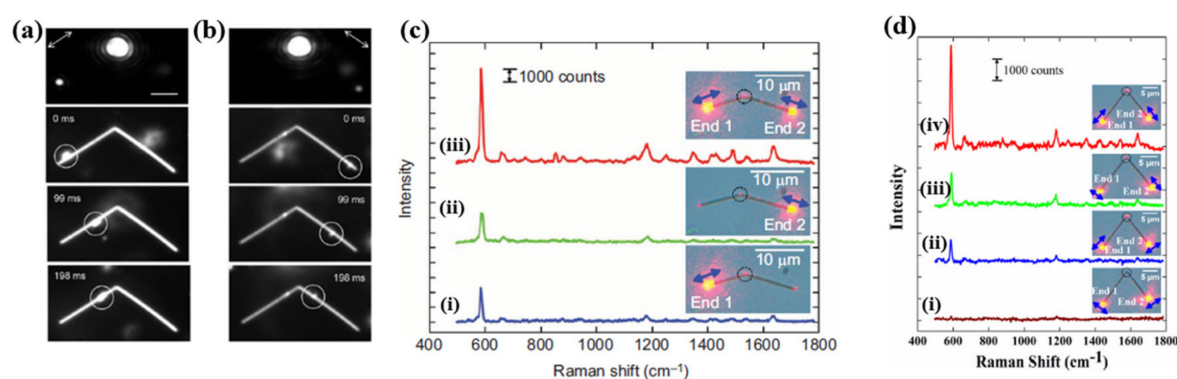 (a)
0 ms
99 ms
198 ms
(b)
0 ms
99 ms
198 ms
(c)
1000 counts
10 µm
End 1
End 2
(iii)
10 µm
End 2
(ii)
10 µm
End 1
(i)
Intensity
400 600 800 1000 1200 1400 1600 1800
Raman shift (cm⁻¹)
(d)
1000 counts
5 µm
End 2
End 1
(iv)
5 µm
End 1
End 2
(iii)
5 µm
End 2
End 1
(ii)
5 µm
End 1
End 2
(i)
Intensity
400 600 800 1000 1200 1400 1600 1800
Raman Shift (cm⁻¹)